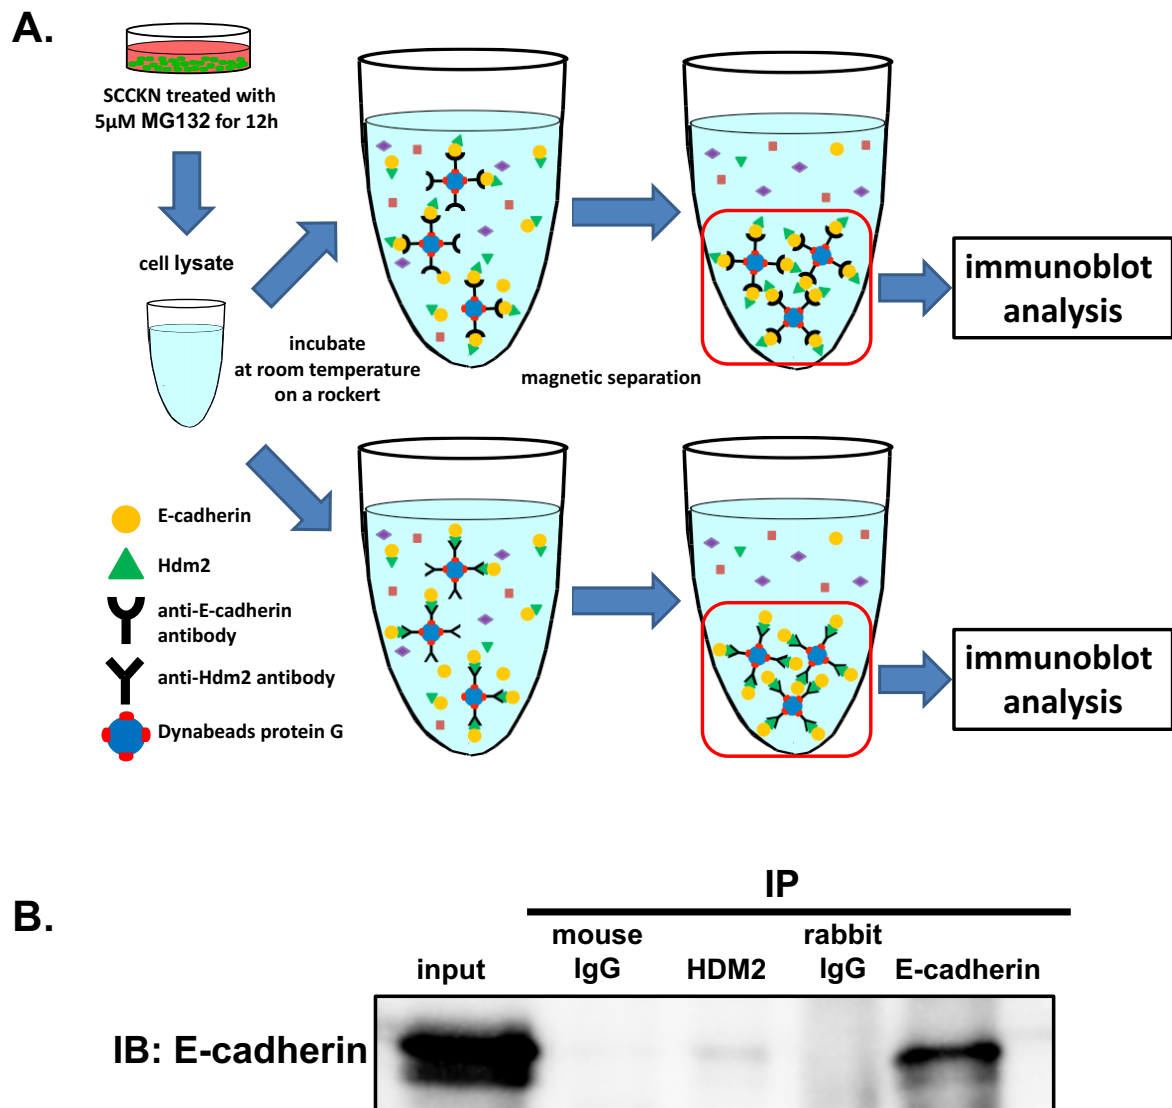 A.
SCCKN treated with
5μM MG132 for 12h
cell lysate
incubate
at room temperature
on a rockert
magnetic separation
immunoblot
analysis
E-cadherin
Hdm2
anti-E-cadherin
antibody
anti-Hdm2 antibody
Dynabeads protein G
immunoblot
analysis
B.
IP
input
mouse
IgG
HDM2
rabbit
IgG
E-cadherin
IB: E-cadherin